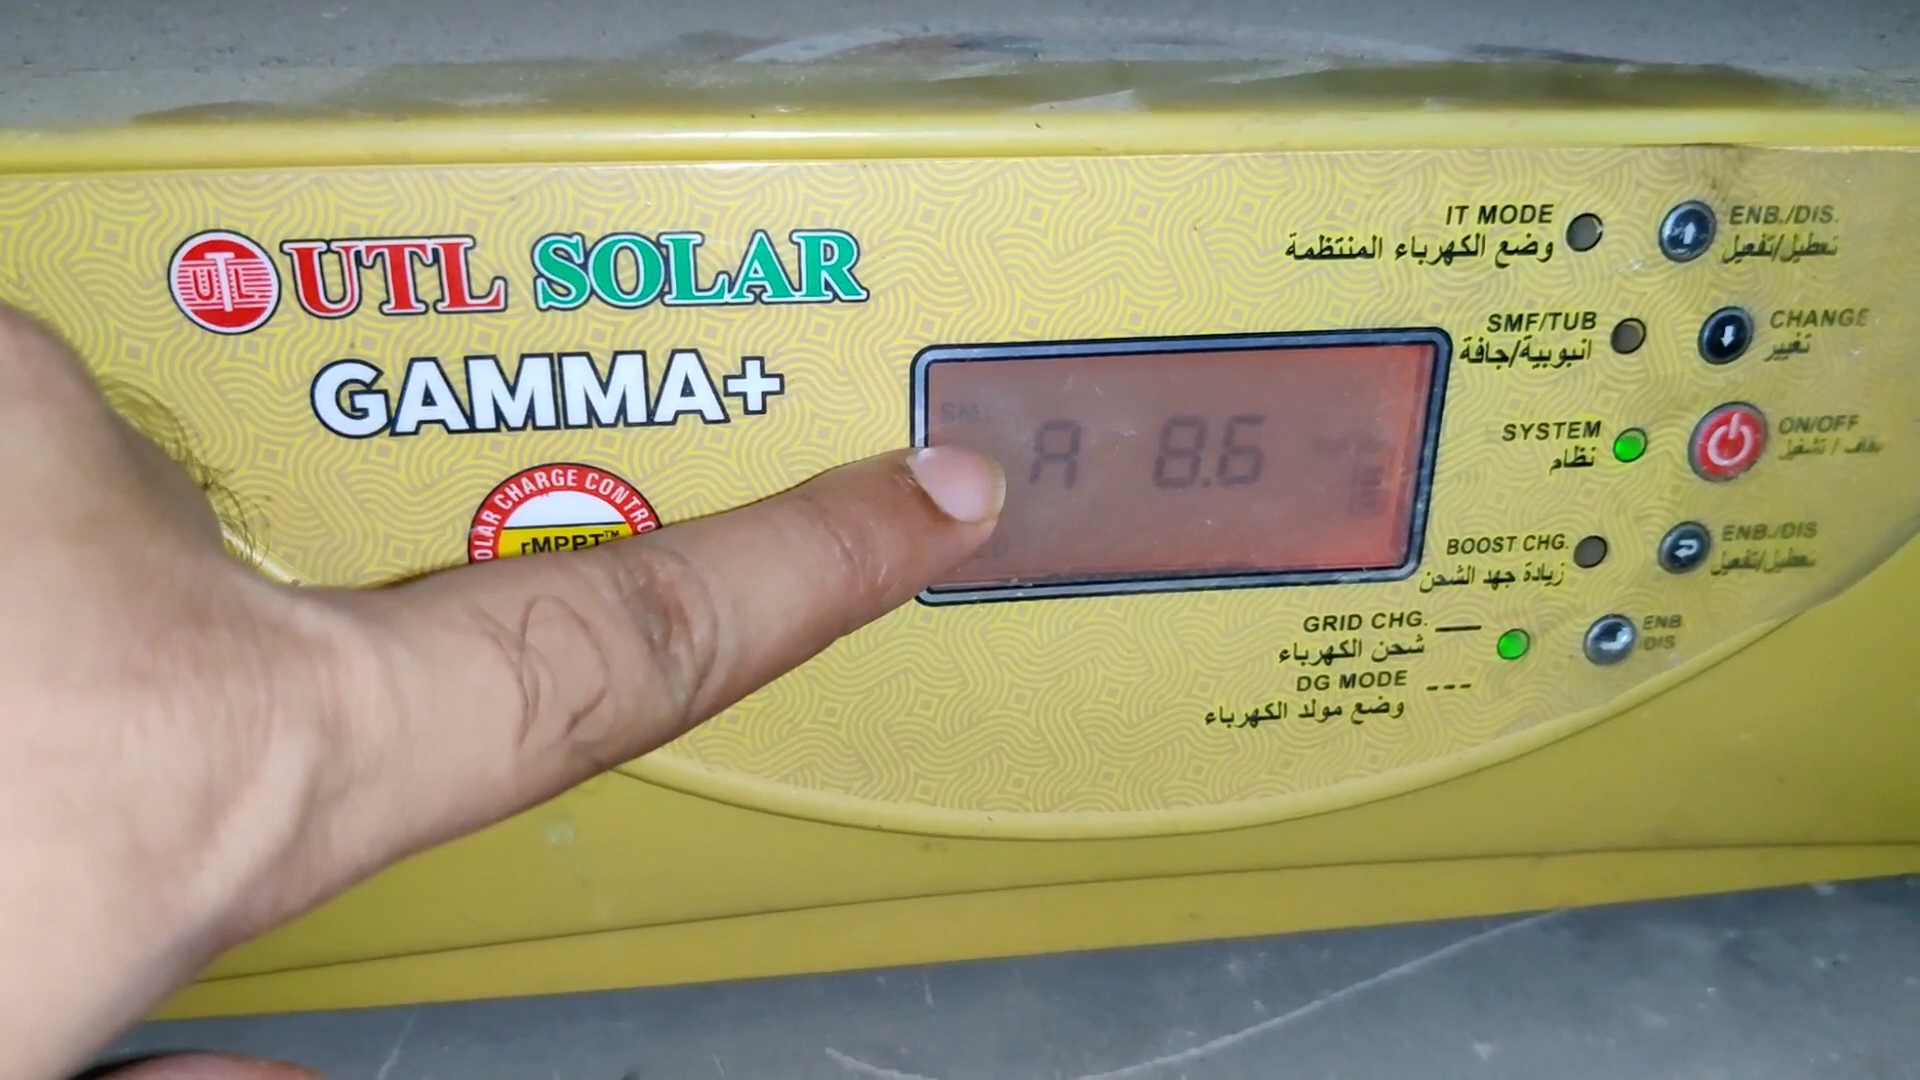 UTL SOLAR
UTL
GAMMA+
SOLAR CHARGE
rMPPT™
A 8.6
IT MODE
وضع الكهرباء المنتظمة
ENB./DIS.
تعطيل/تفعيل
SMF/TUB
انبوبية/جافة
CHANGE
تغيير
SYSTEM
نظام
ON/OFF
BOOST CHG.
زيادة جهد الشحن
ENB./DIS
تعطيل/تفعيل
GRID CHG.
شحن الكهرباء
ENB
DIS
DG MODE
وضع مولد الكهرباء